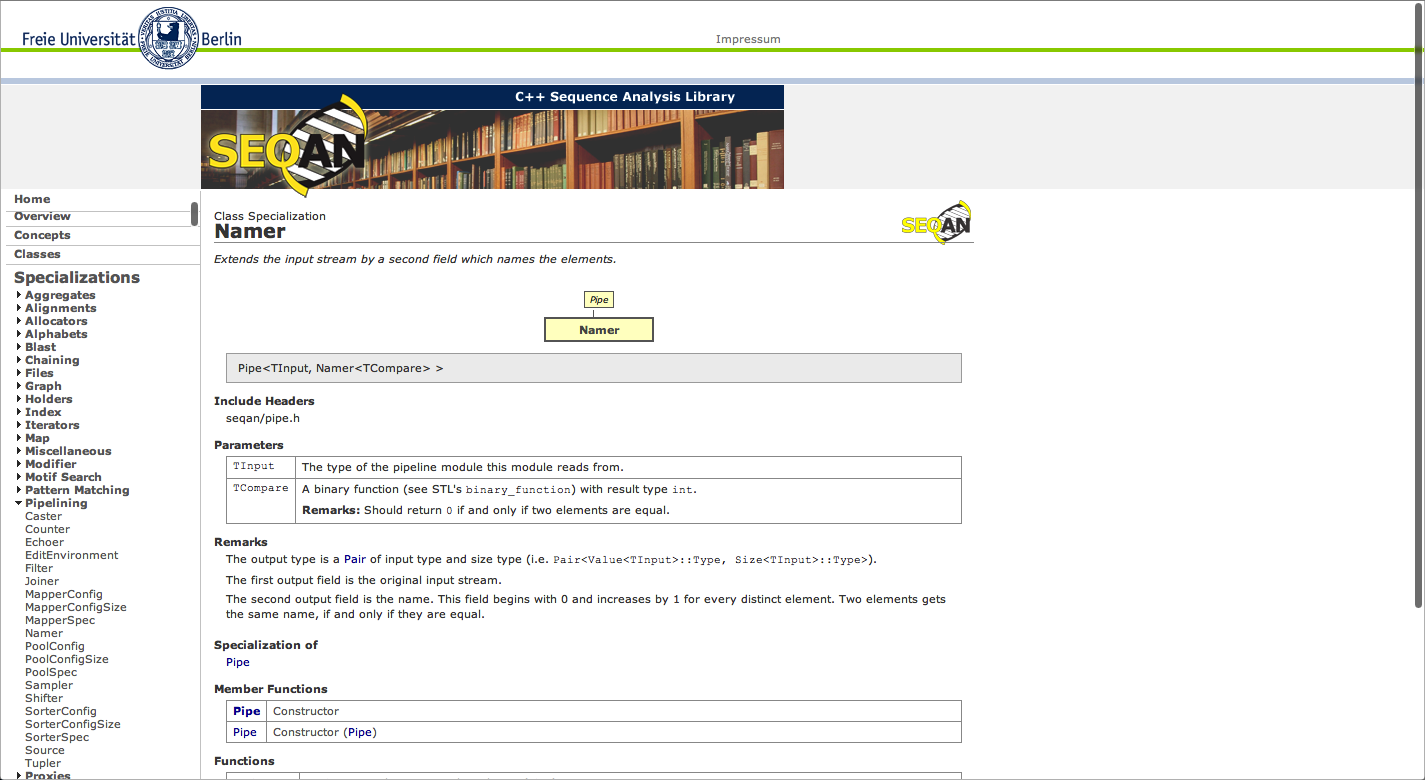 Freie Universität Berlin
Impressum
C++ Sequence Analysis Library
SEQAN
Home
Overview
Concepts
Classes
Specializations
Aggregates
Alignments
Allocators
Alphabets
Blast
Chaining
Files
Graph
Holders
Index
Iterators
Map
Miscellaneous
Modifier
Motif Search
Pattern Matching
Pipelining
Caster
Counter
Echoer
EditEnvironment
Filter
Joiner
MapperConfig
MapperConfigSize
MapperSpec
Namer
PoolConfig
PoolConfigSize
PoolSpec
Sampler
Shifter
SorterConfig
SorterConfigSize
SorterSpec
Source
Tupler
Proxies
Class Specialization
Namer
SEQAN
Extends the input stream by a second field which names the elements.
Pipe
Namer
Pipe<TInput, Namer<TCompare> >
Include Headers
seqan/pipe.h
Parameters
TInput The type of the pipeline module this module reads from.
TCompare A binary function (see STL's binary_function) with result type int.
Remarks: Should return 0 if and only if two elements are equal.
Remarks
The output type is a Pair of input type and size type (i.e. Pair<Value<TInput>::Type, Size<TInput>::Type>).
The first output field is the original input stream.
The second output field is the name. This field begins with 0 and increases by 1 for every distinct element. Two elements gets
the same name, if and only if they are equal.
Specialization of
Pipe
Member Functions
Pipe Constructor
Pipe Constructor (Pipe)
Functions